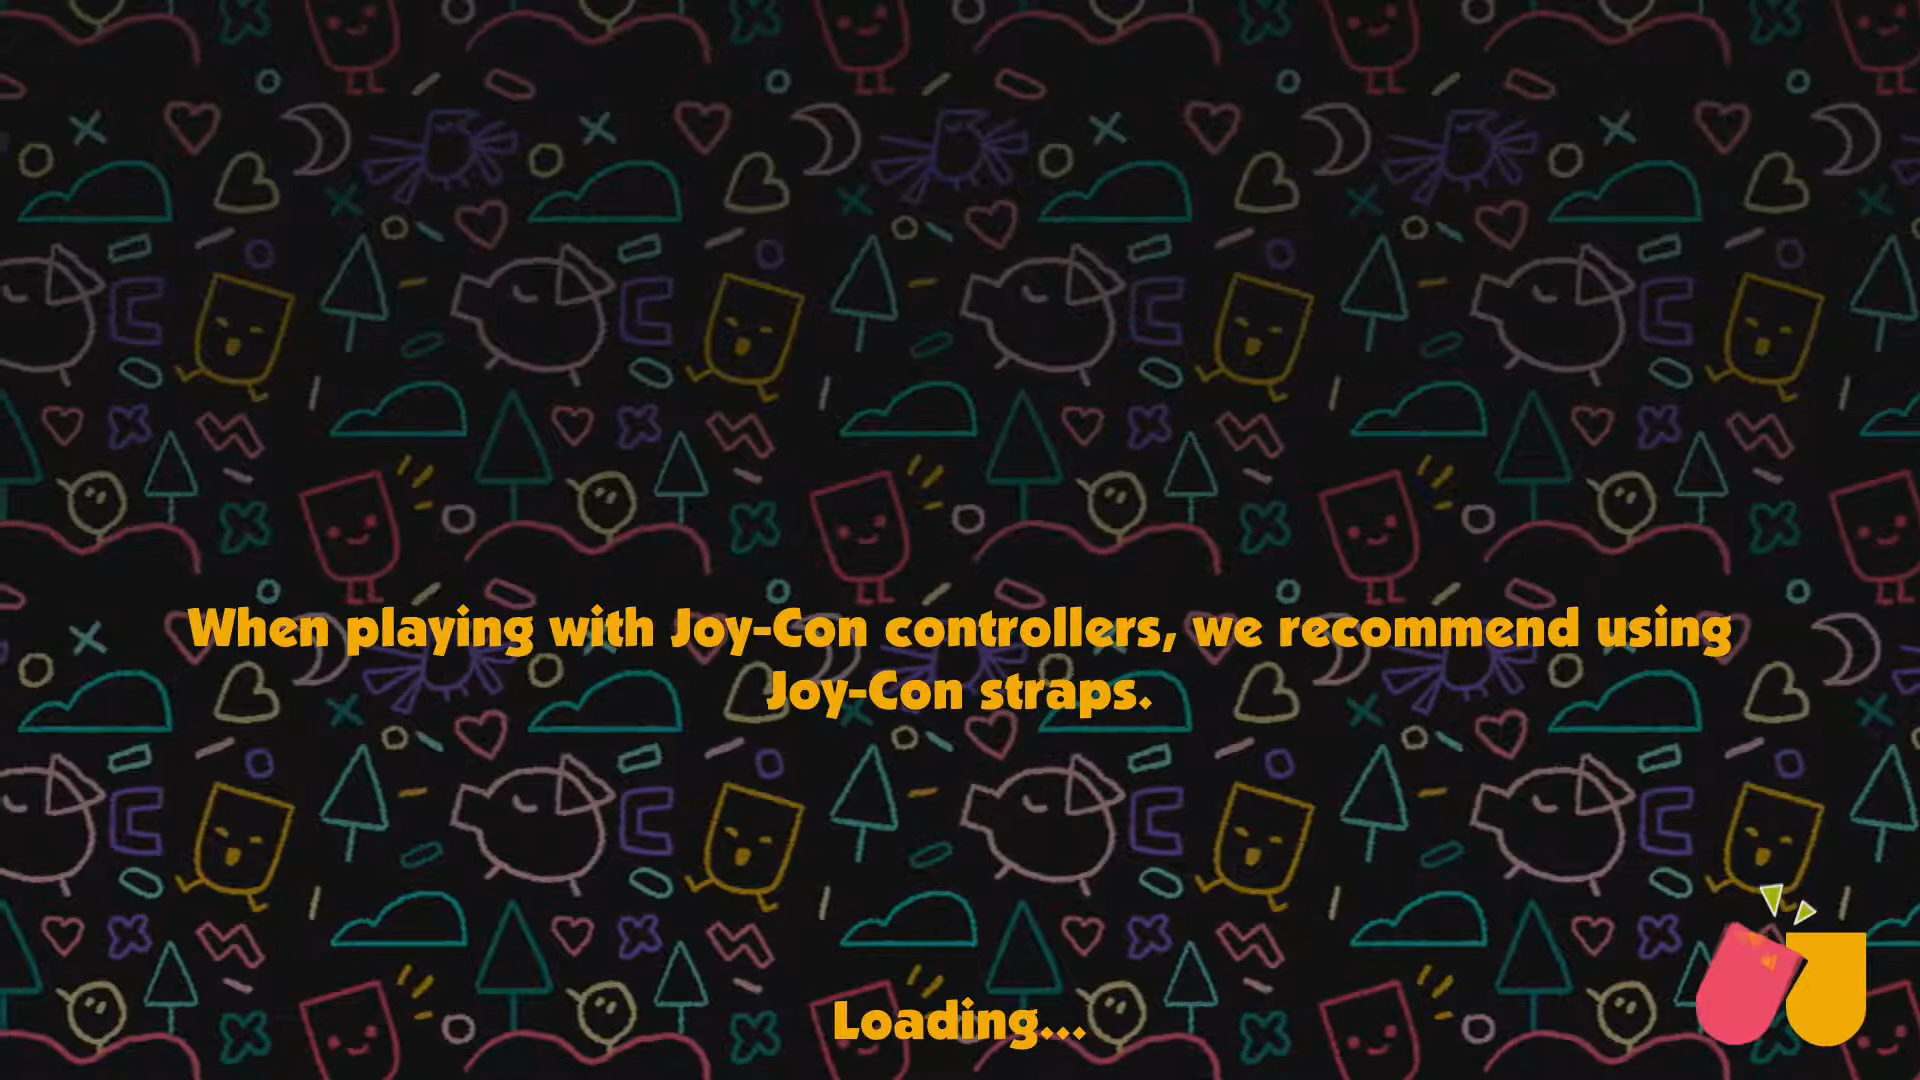 When playing with Joy-Con controllers, we recommend using
Joy-Con straps.
Loading...